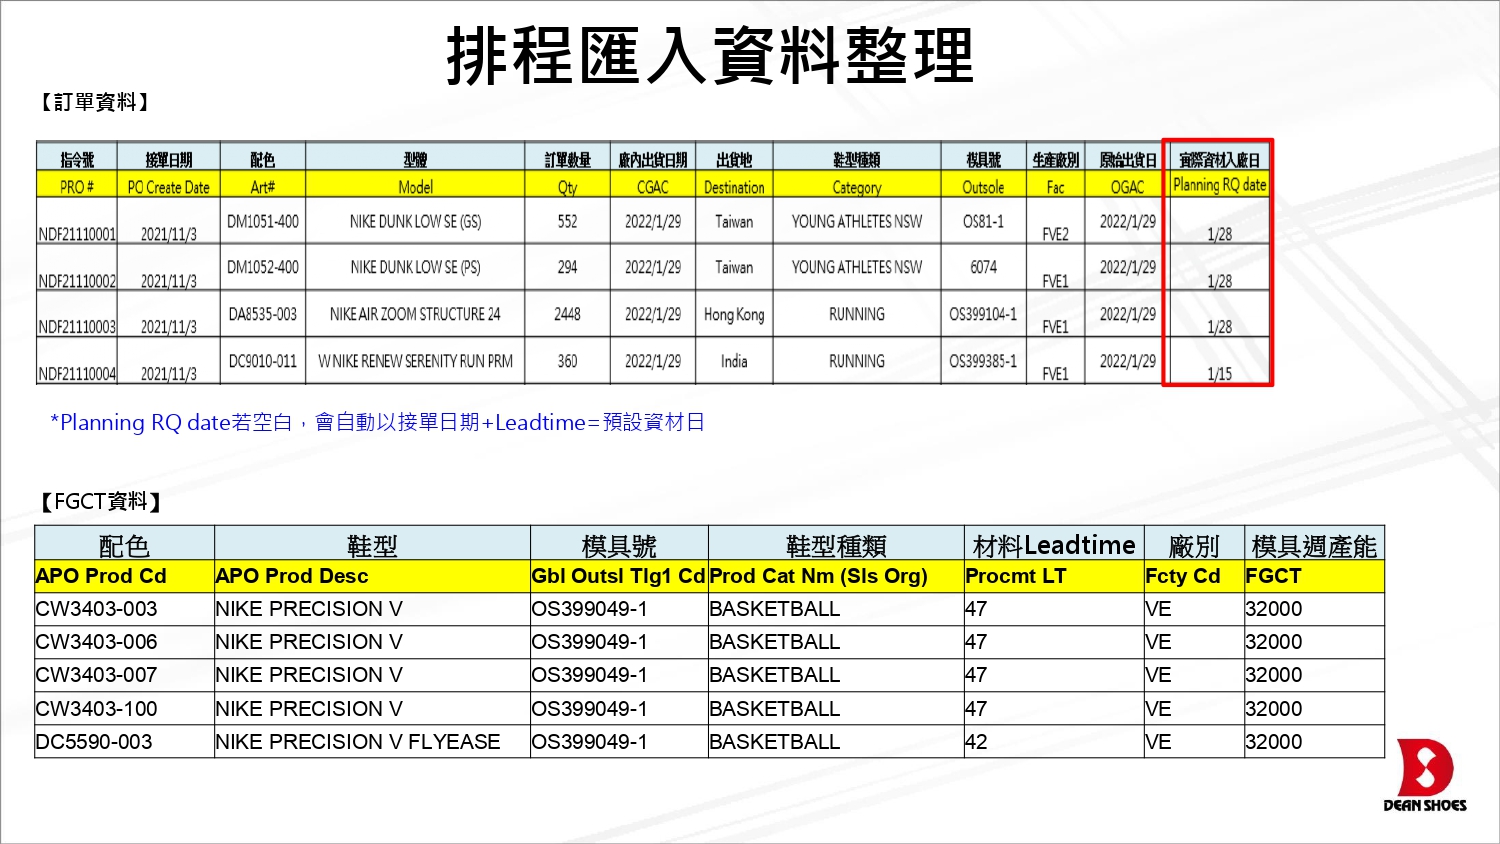 排程匯入資料整理
【訂單資料】
指令號 接單日期 配色 型體 訂單數量 廠內出貨日期 出貨地 鞋型種類 模具號 生產廠別 原始出貨日 實際資材入廠日
PRO # PO Create Date Art# Model Qty CGAC Destination Category Outsole Fac OGAC Planning RQ date
NDF21110001 2021/11/3 DM1051-400 NIKE DUNK LOW SE (GS) 552 2022/1/29 Taiwan YOUNG ATHLETES NSW OS81-1 FVE2 2022/1/29 1/28
NDF21110002 2021/11/3 DM1052-400 NIKE DUNK LOW SE (PS) 294 2022/1/29 Taiwan YOUNG ATHLETES NSW 6074 FVE1 2022/1/29 1/28
NDF21110003 2021/11/3 DA8535-003 NIKE AIR ZOOM STRUCTURE 24 2448 2022/1/29 Hong Kong RUNNING OS399104-1 FVE1 2022/1/29 1/28
NDF21110004 2021/11/3 DC9010-011 W NIKE RENEW SERENITY RUN PRM 360 2022/1/29 India RUNNING OS399385-1 FVE1 2022/1/29 1/15
*Planning RQ date若空白，會自動以接單日期+Leadtime=預設資材日
【FGCT資料】
配色 鞋型 模具號 鞋型種類 材料Leadtime 廠別 模具週產能
APO Prod Cd APO Prod Desc Gbl Outsl Tlg1 Cd Prod Cat Nm (Sls Org) Procmt LT Fcty Cd FGCT
CW3403-003 NIKE PRECISION V OS399049-1 BASKETBALL 47 VE 32000
CW3403-006 NIKE PRECISION V OS399049-1 BASKETBALL 47 VE 32000
CW3403-007 NIKE PRECISION V OS399049-1 BASKETBALL 47 VE 32000
CW3403-100 NIKE PRECISION V OS399049-1 BASKETBALL 47 VE 32000
DC5590-003 NIKE PRECISION V FLYEASE OS399049-1 BASKETBALL 42 VE 32000
DEAN SHOES